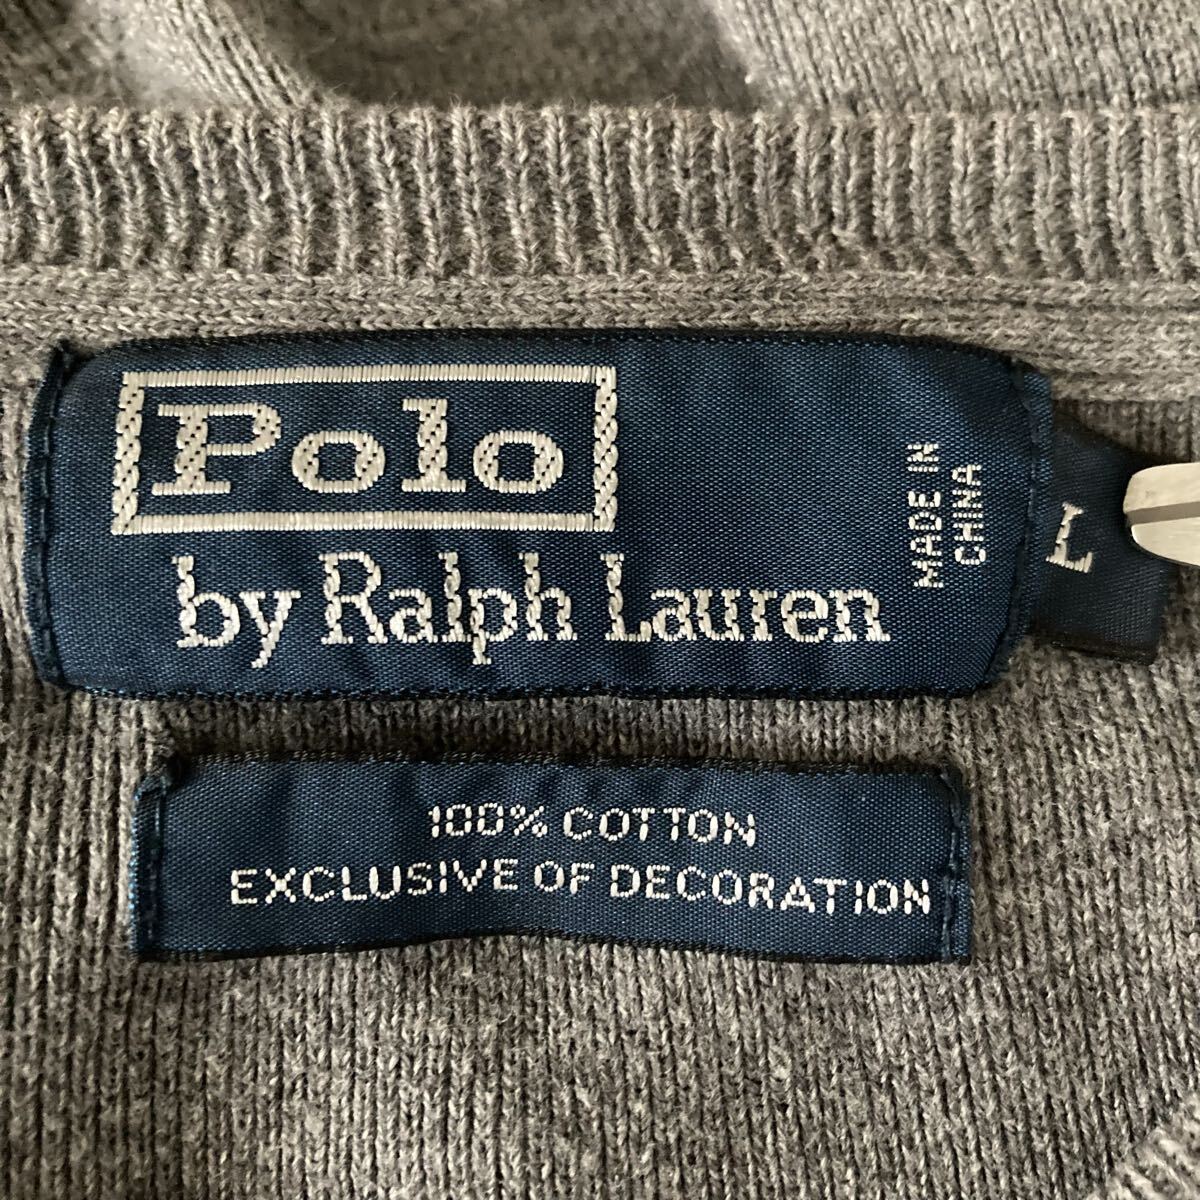 Polo
by Ralph Lauren
MADE IN
CHINA
L
100% COTTON
EXCLUSIVE OF DECORATION